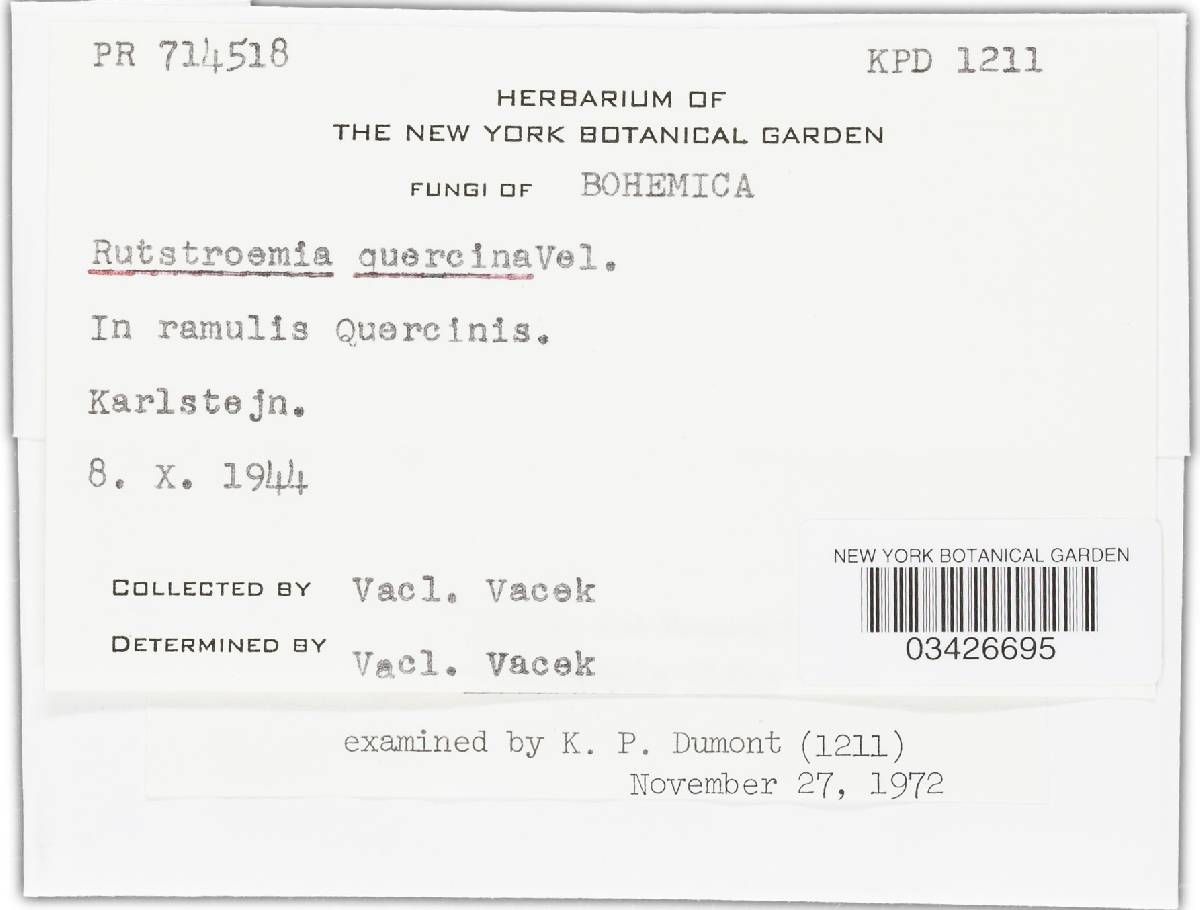 PR 714518 KPD 1211
HERBARIUM OF
THE NEW YORK BOTANICAL GARDEN
FUNGI OF BOHEMICA
Rutstroemia quercinaVel.
In ramulis Quercinis.
Karlstejn.
8. X. 1944
COLLECTED BY Vacl. Vacek
DETERMINED BY Vacl. Vacek
NEW YORK BOTANICAL GARDEN
03426695
examined by K. P. Dumont (1211)
November 27, 1972